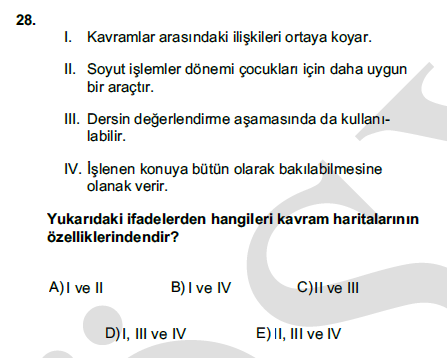 28.
I. Kavramlar arasındaki ilişkileri ortaya koyar.
II. Soyut işlemler dönemi çocukları için daha uygun
bir araçtır.
III. Dersin değerlendirme aşamasında da kullanı-
labilir.
IV. İşlenen konuya bütün olarak bakılabilmesine
olanak verir.
Yukarıdaki ifadelerden hangileri kavram haritalarının
özelliklerindendir?
A)I ve II B) I ve IV C)II ve III
D)I, III ve IV E)II, III ve IV